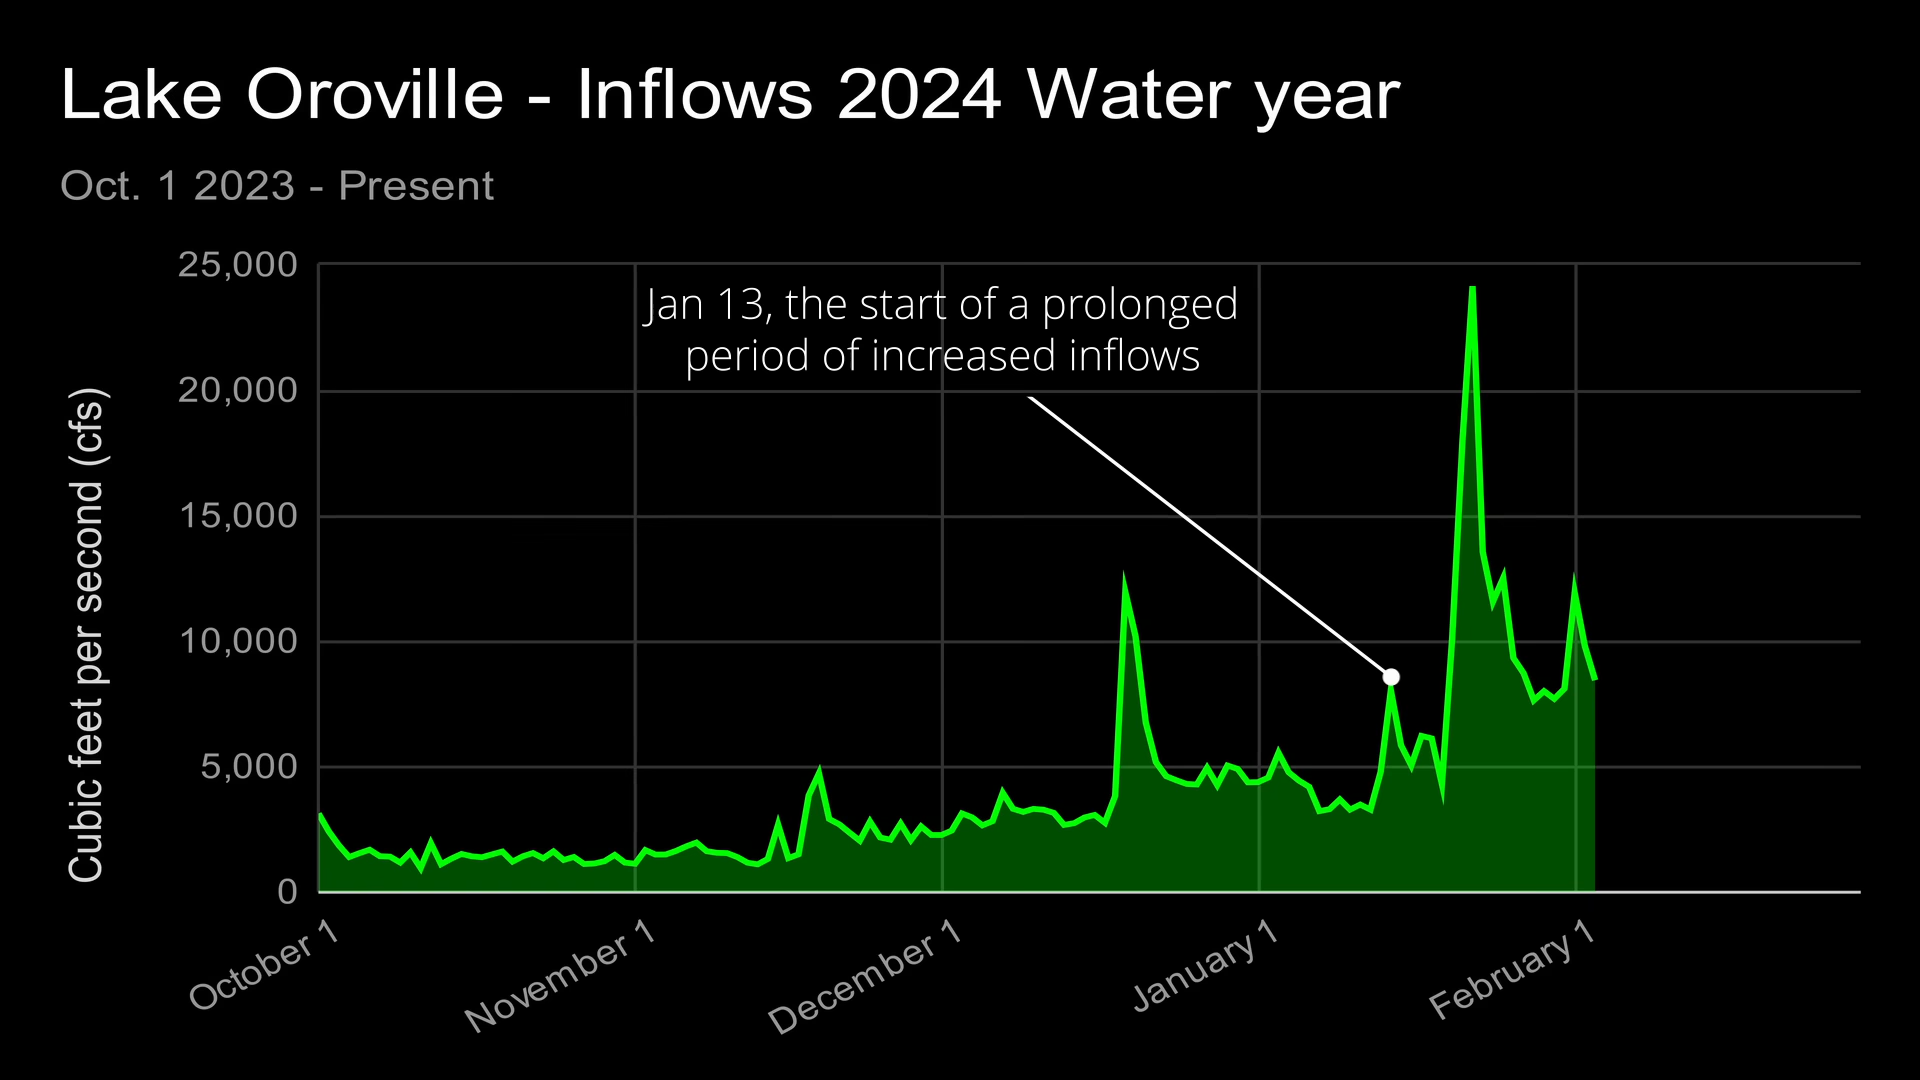 Lake Oroville - Inflows 2024 Water year
Oct. 1 2023 - Present
Cubic feet per second (cfs)
25,000
20,000
15,000
10,000
5,000
0
Jan 13, the start of a prolonged
period of increased inflows
October 1
November 1
December 1
January 1
February 1